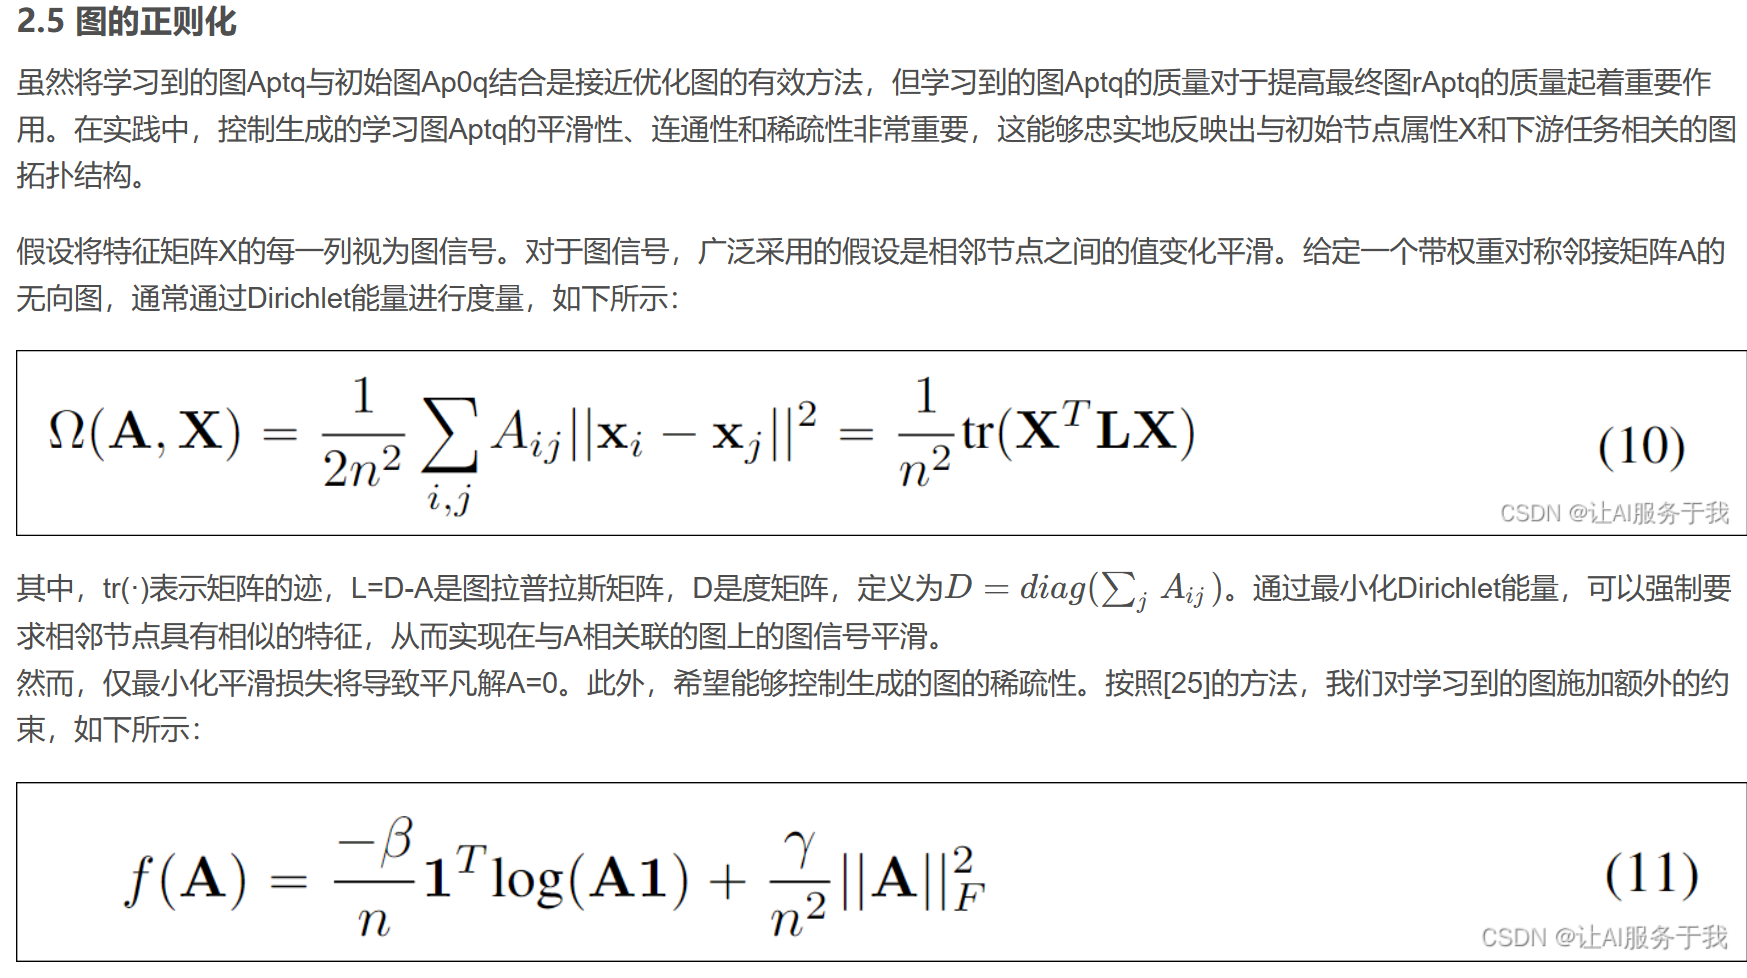 2.5 图的正则化
虽然将学习到的图Aptq与初始图Ap0q结合是接近优化图的有效方法，但学习到的图Aptq的质量对于提高最终图rAptq的质量起着重要作
用。在实践中，控制生成的学习图Aptq的平滑性、连通性和稀疏性非常重要，这能够忠实地反映出与初始节点属性X和下游任务相关的图
拓扑结构。
假设将特征矩阵X的每一列视为图信号。对于图信号，广泛采用的假设是相邻节点之间的值变化平滑。给定一个带权重对称邻接矩阵A的
无向图，通常通过Dirichlet能量进行度量，如下所示：
Ω(A, X) = \frac{1}{2n^2} \sum_{i,j} A_{ij}||x_i − x_j||^2 = \frac{1}{n^2} tr(X^T LX) (10)
CSDN @让AI服务于我
其中，tr(·)表示矩阵的迹，L=D-A是图拉普拉斯矩阵，D是度矩阵，定义为D = diag(∑_j A_{ij})。通过最小化Dirichlet能量，可以强制要
求相邻节点具有相似的特征，从而实现在与A相关联的图上的图信号平滑。
然而，仅最小化平滑损失将导致平凡解A=0。此外，希望能够控制生成的图的稀疏性。按照[25]的方法，我们对学习到的图施加额外的约
束，如下所示：
f(A) = \frac{-β}{n} 1^T log(A1) + \frac{γ}{n^2} ||A||_F^2 (11)
CSDN @让AI服务于我